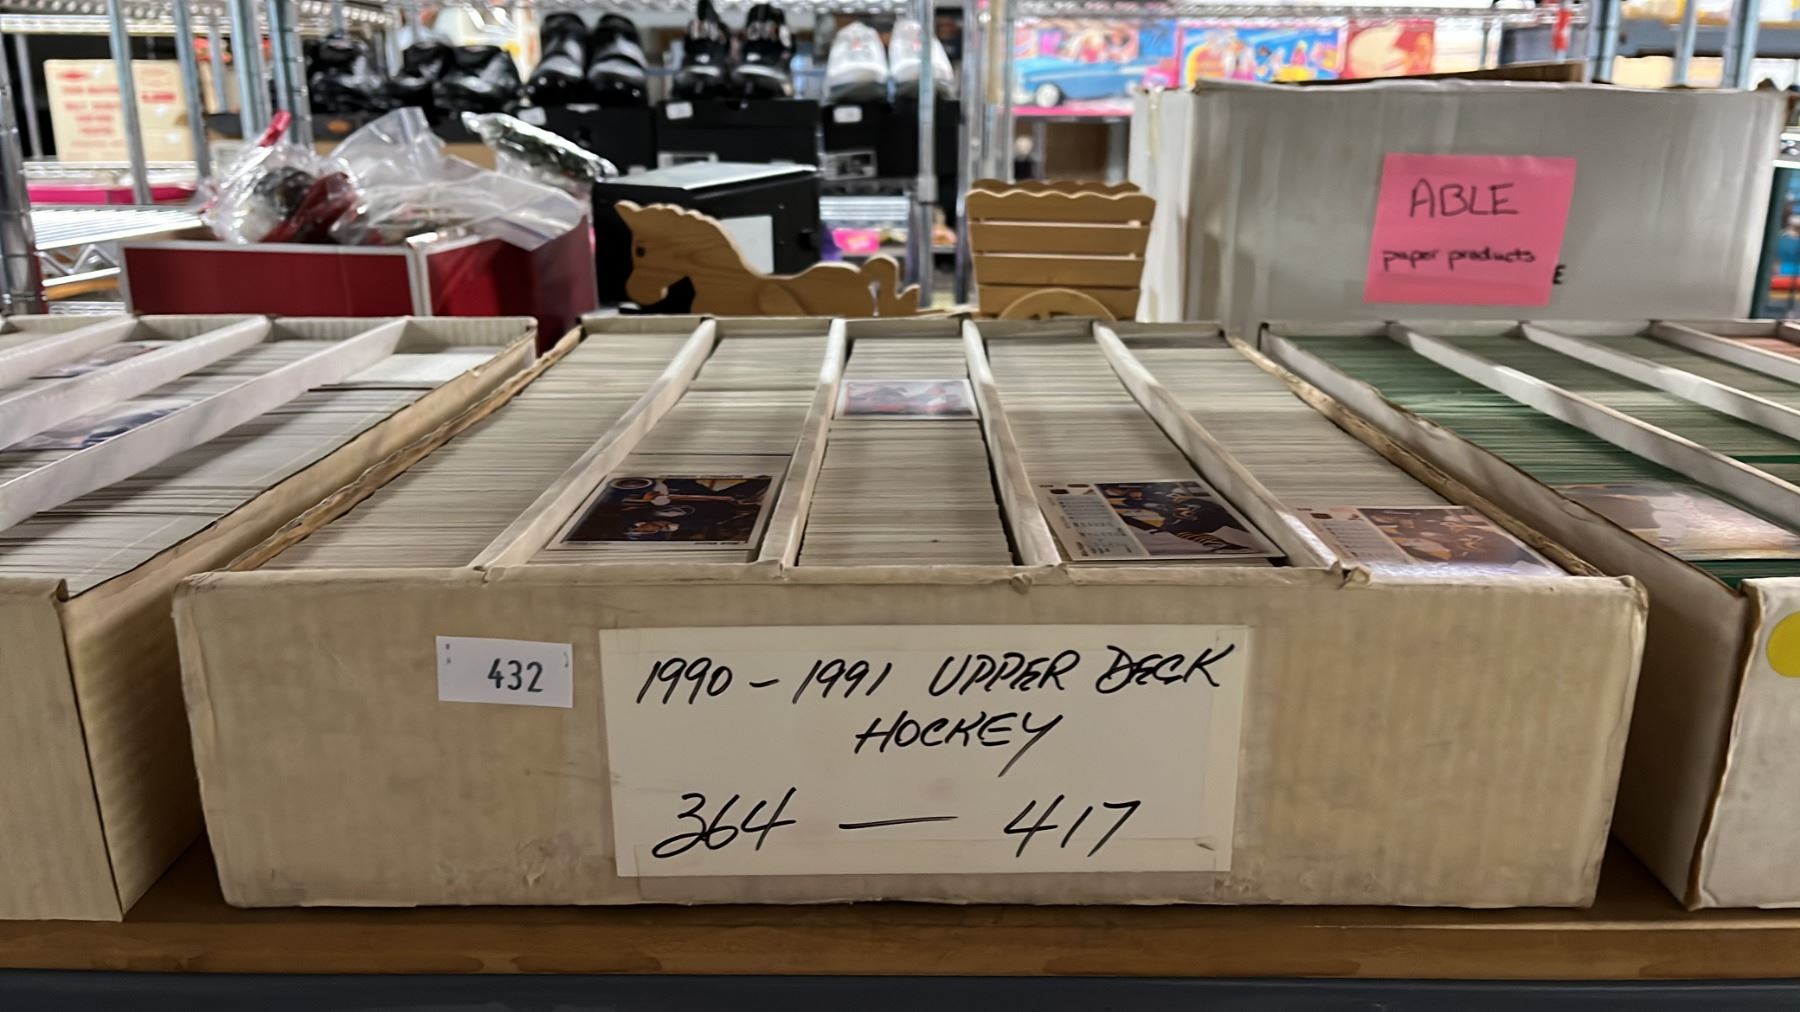 ABLE
paper products
432
1990 - 1991 UPPER DECK
HOCKEY
364 — 417